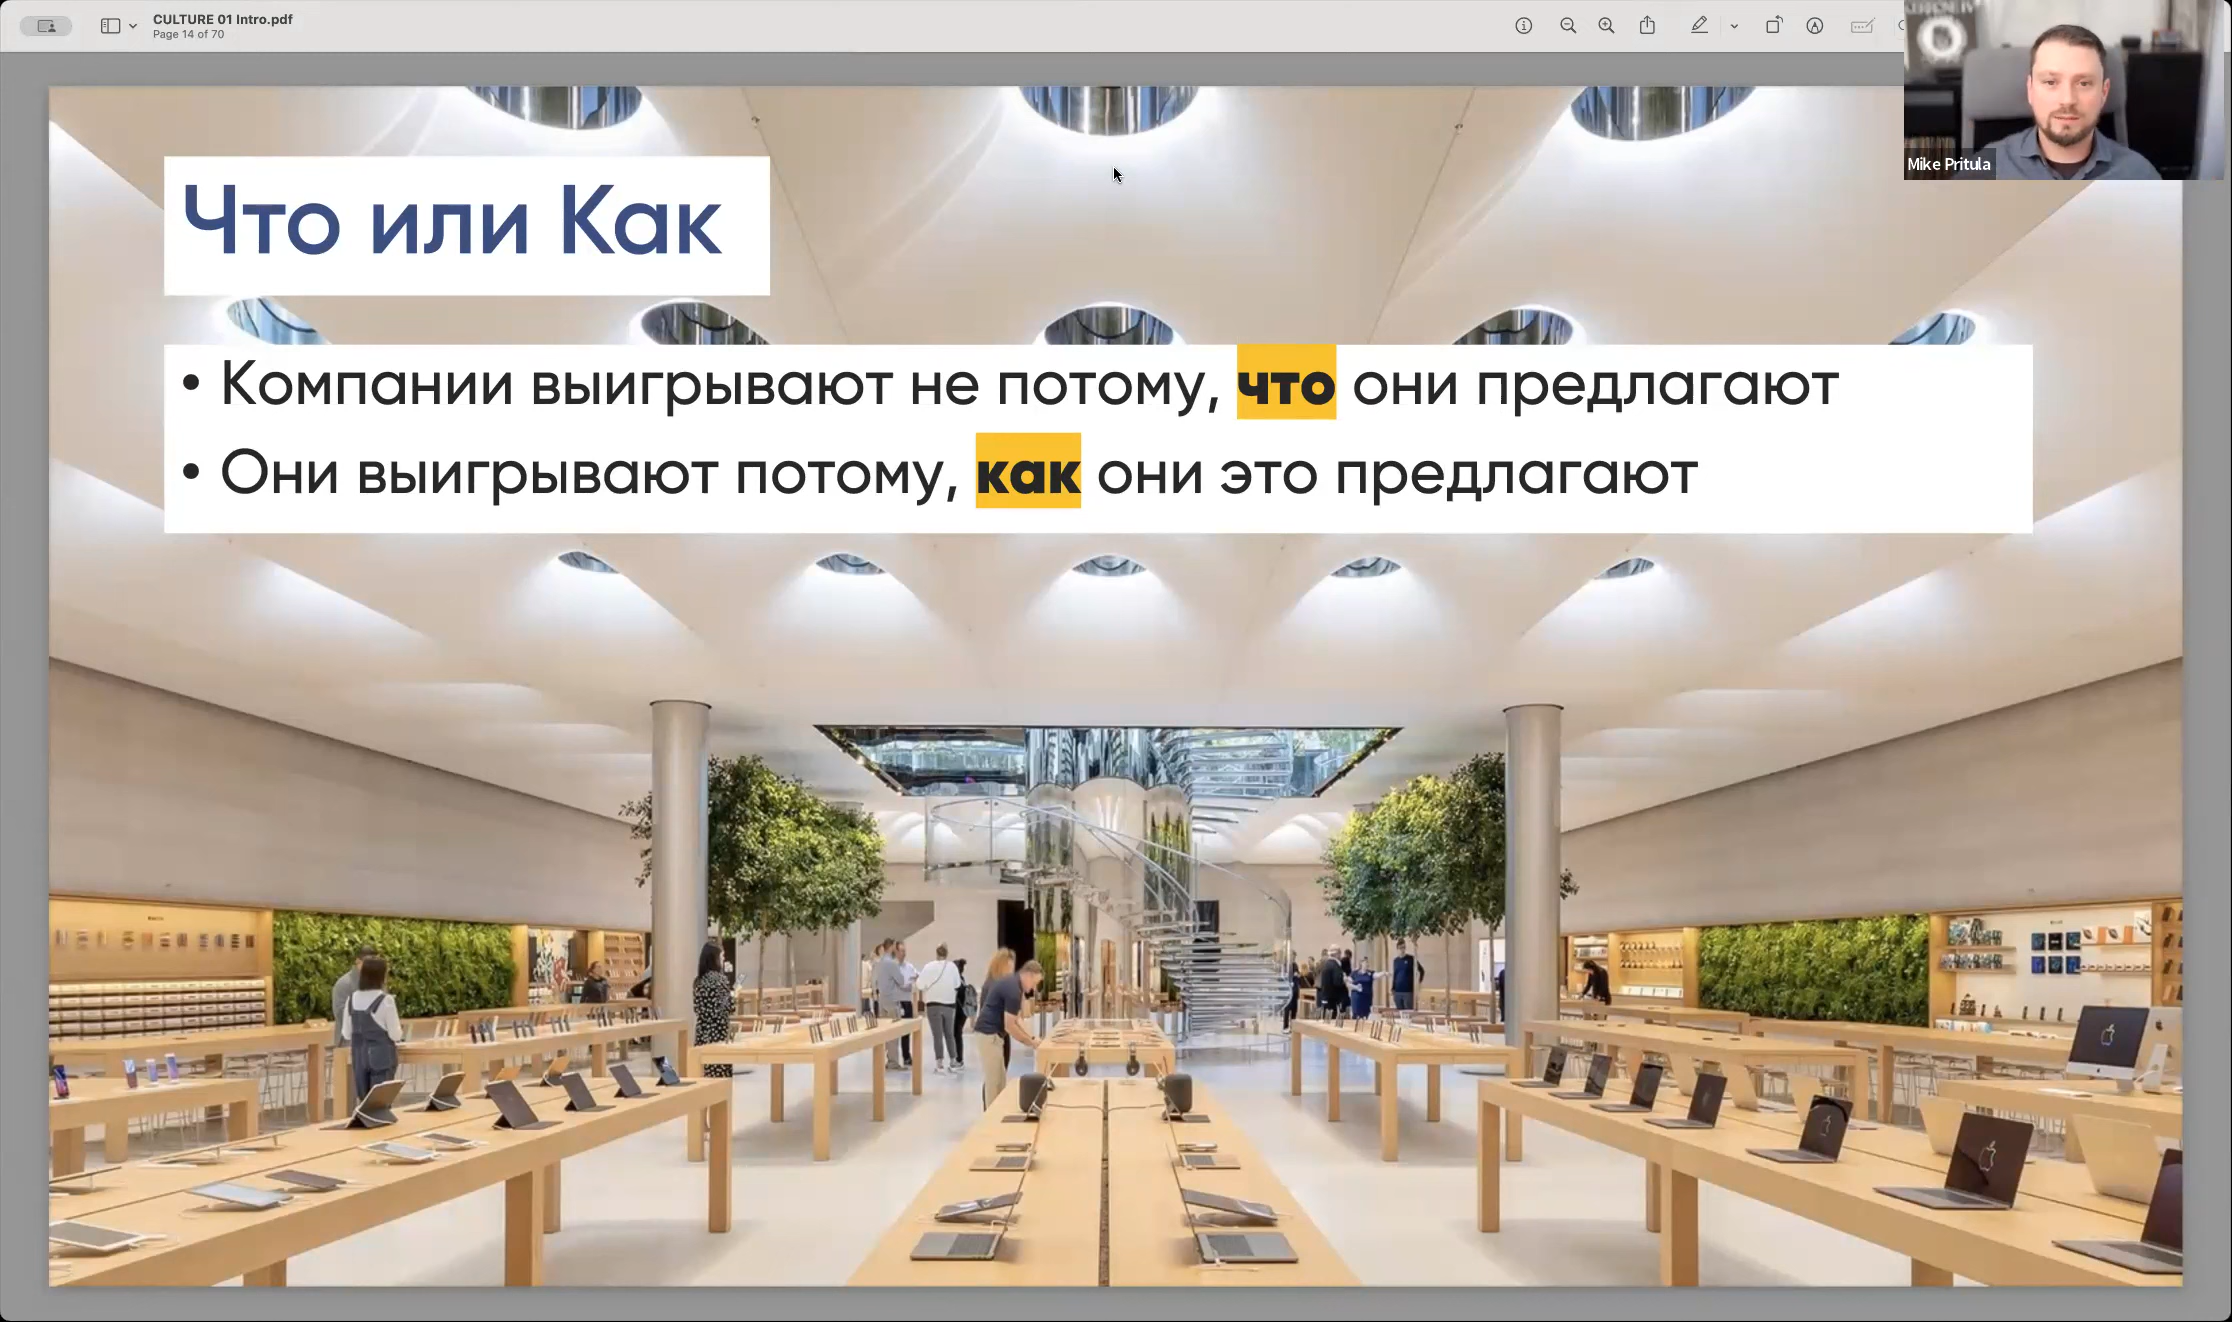 CULTURE 01 Intro.pdf
Page 14 of 70
Mike Pritula
Что или Как
• Компании выигрывают не потому, что они предлагают
• Они выигрывают потому, как они это предлагают